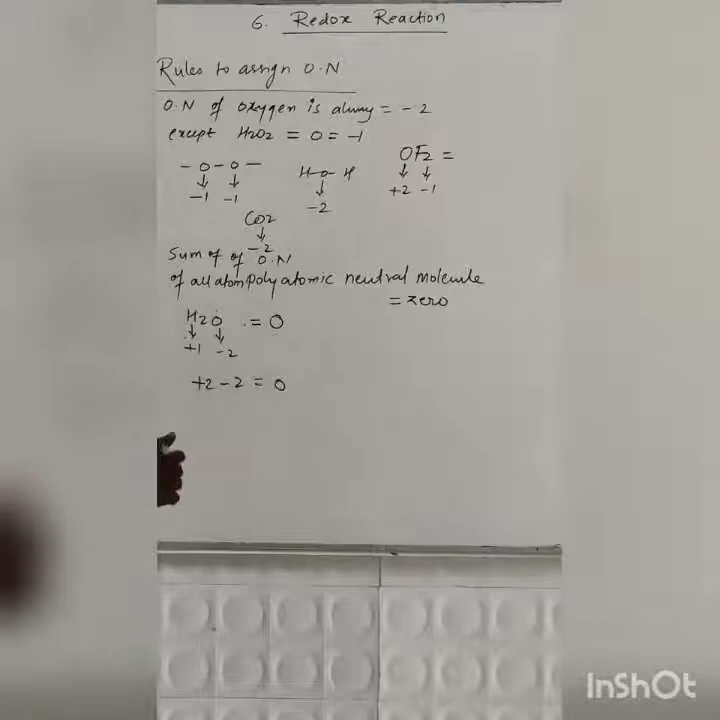 6. Redox Reaction
Rules to assign O.N
O.N of oxygen is alway = -2
except H2O2 = O = -1
- O - O -
H-O-H
OF2 =
-1 -1
-2
+2 -1
CO2
-2
Sum of of O.N
of all atom Polyatomic neutral Molecule
= zero
H2O = 0
+1 -2
+2 - 2 = 0
InShOt